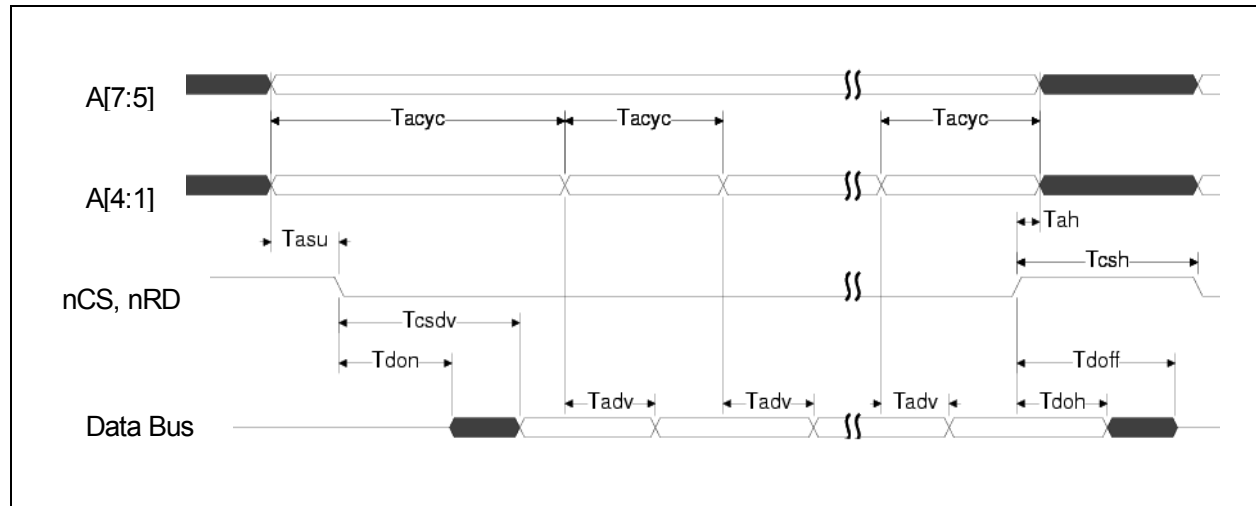 A[7:5]
Tacyc Tacyc Tacyc
A[4:1]
Tah
Tasu
Tcsh
nCS, nRD
Tcsdv
Tdon Tdoff
Tadv Tadv Tadv Tdoh
Data Bus